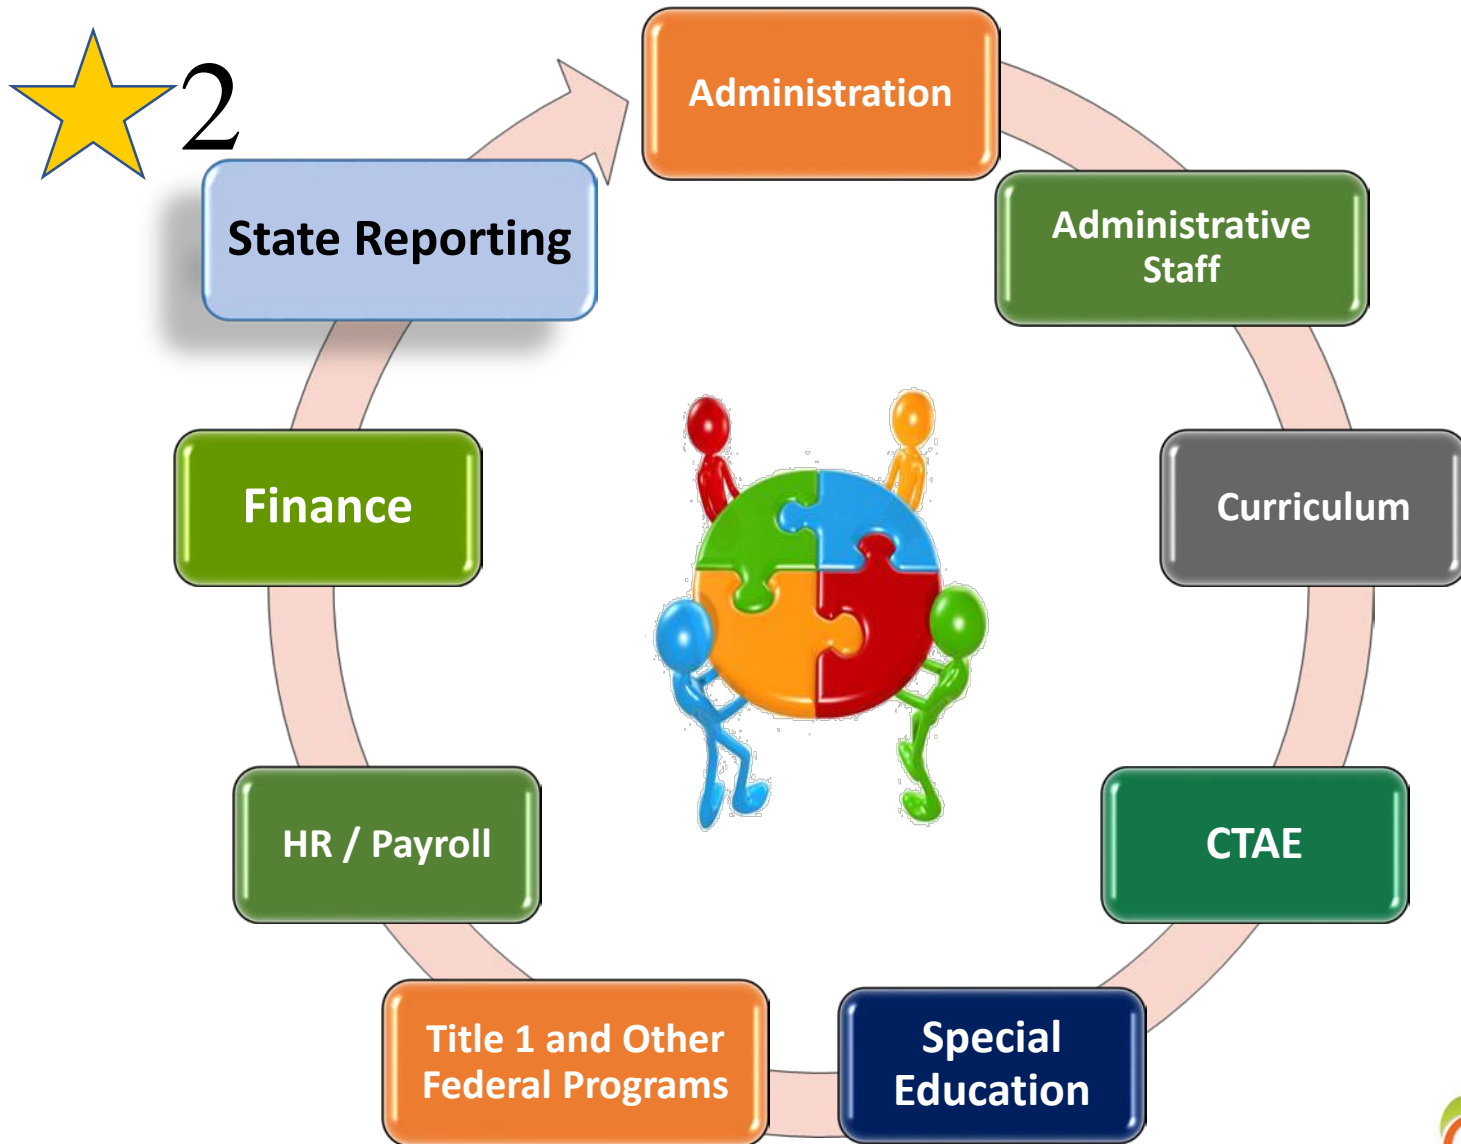 2
Administration
Administrative
Staff
State Reporting
Curriculum
Finance
CTAE
HR / Payroll
Special
Education
Title 1 and Other
Federal Programs